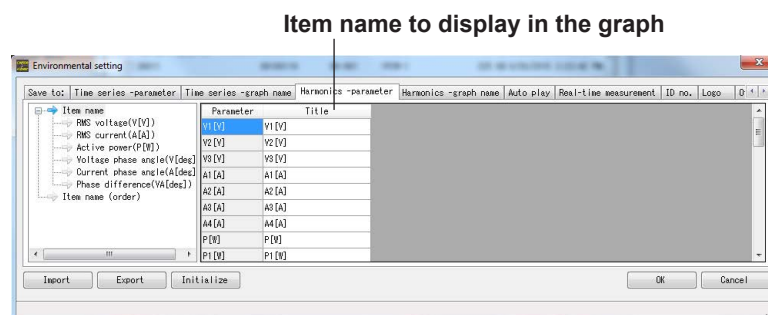 Item name to display in the graph
Environmental setting
Save to: Time series -parameter Time series -graph name Harmonics -parameter Harmonics -graph name Auto play Real-time measurement ID no. Logo
Item name
RMS voltage(V[V])
RMS current(A[A])
Active power(P[W])
Voltage phase angle(V[deg]
Current phase angle(A[deg]
Phase difference(VA[deg])
Item name (order)
Parameter Title
V1[V] V1[V]
V2[V] V2[V]
V3[V] V3[V]
A1[A] A1[A]
A2[A] A2[A]
A3[A] A3[A]
A4[A] A4[A]
P[W] P[W]
P1[W] P1[W]
Import Export Initialize OK Cancel